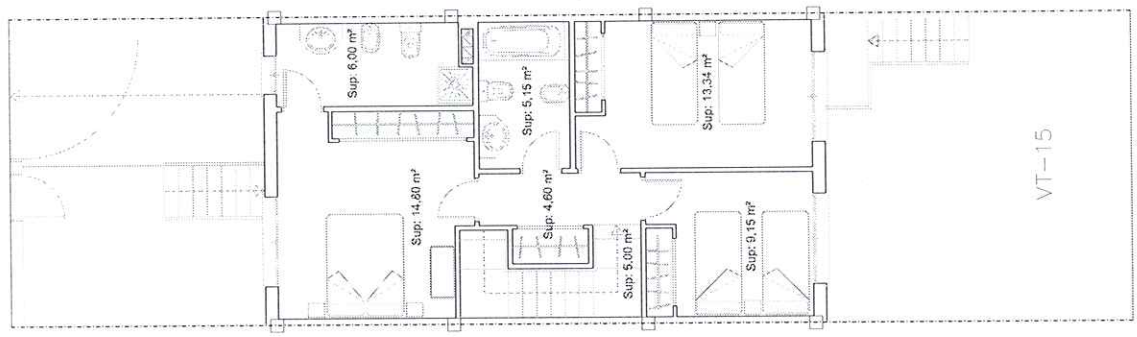 Sup: 6,00 m²
Sup: 5,15 m²
Sup: 13,34 m²
Sup: 14,60 m²
Sup: 4,60 m²
Sup: 5,00 m²
Sup: 9,15 m²
VT-15